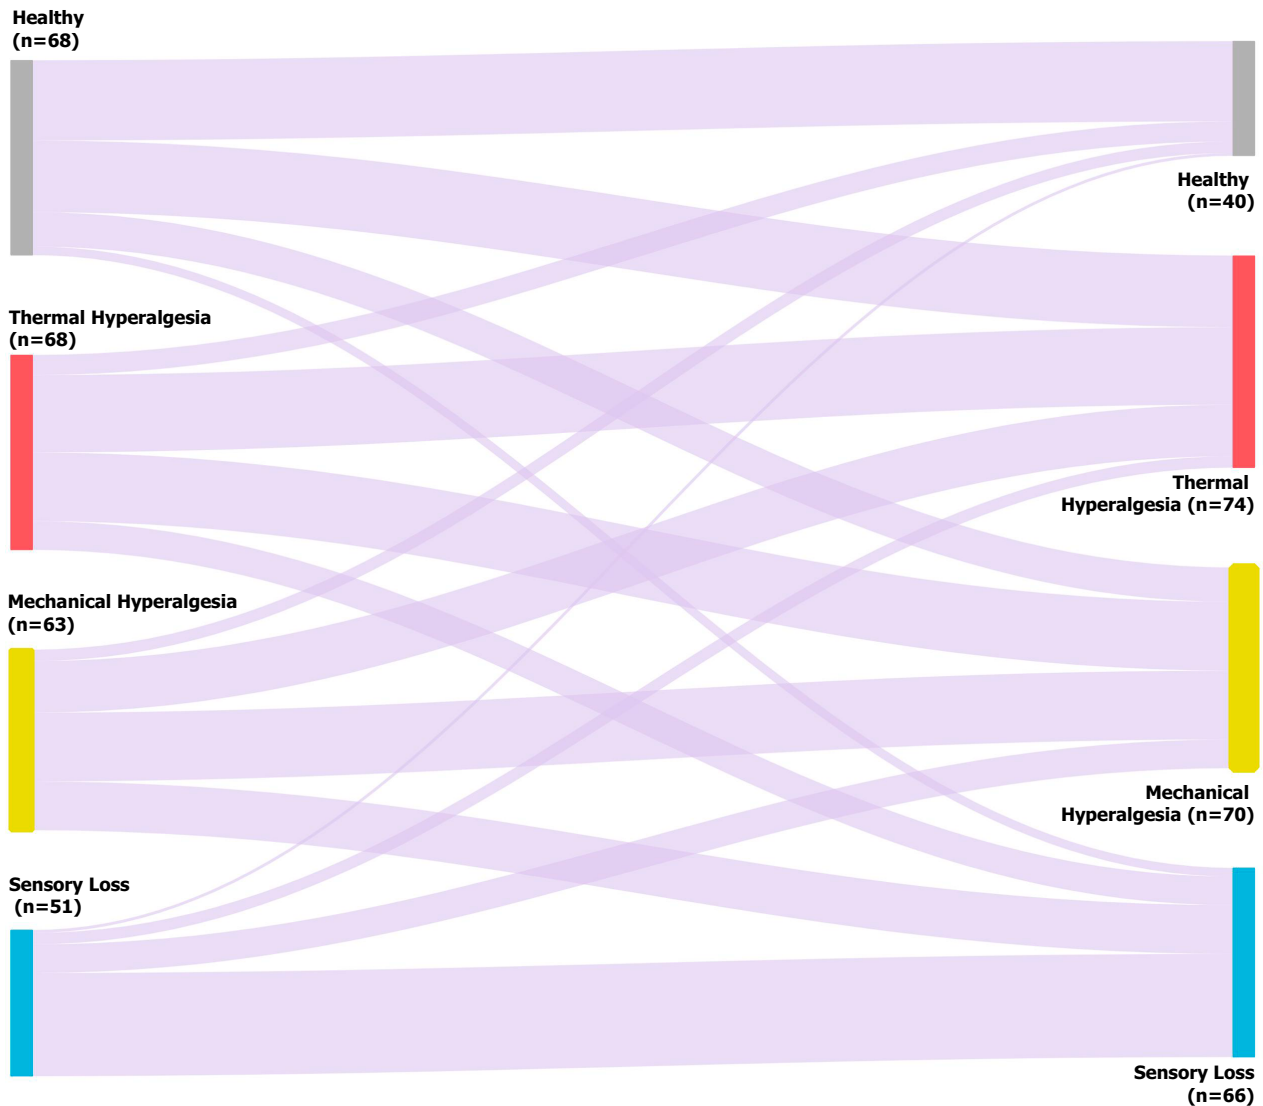 Healthy
(n=68)
Thermal Hyperalgesia
(n=68)
Mechanical Hyperalgesia
(n=63)
Sensory Loss
(n=51)
Healthy
(n=40)
Thermal
Hyperalgesia (n=74)
Mechanical
Hyperalgesia (n=70)
Sensory Loss
(n=66)